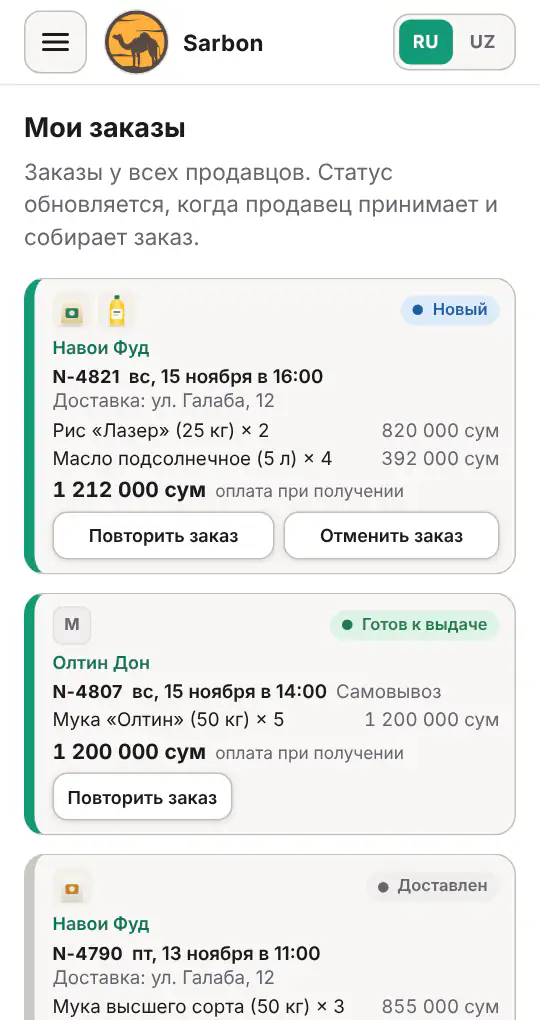 Sarbon
RU UZ
Мои заказы
Заказы у всех продавцов. Статус
обновляется, когда продавец принимает и
собирает заказ.
Новый
Навои Фуд
N-4821 вс, 15 ноября в 16:00
Доставка: ул. Галаба, 12
Рис «Лазер» (25 кг) × 2 820 000 сум
Масло подсолнечное (5 л) × 4 392 000 сум
1 212 000 сум оплата при получении
Повторить заказ Отменить заказ
М Готов к выдаче
Олтин Дон
N-4807 вс, 15 ноября в 14:00 Самовывоз
Мука «Олтин» (50 кг) × 5 1 200 000 сум
1 200 000 сум оплата при получении
Повторить заказ
Доставлен
Навои Фуд
N-4790 пт, 13 ноября в 11:00
Доставка: ул. Галаба, 12
Мука высшего сорта (50 кг) × 3 855 000 сум